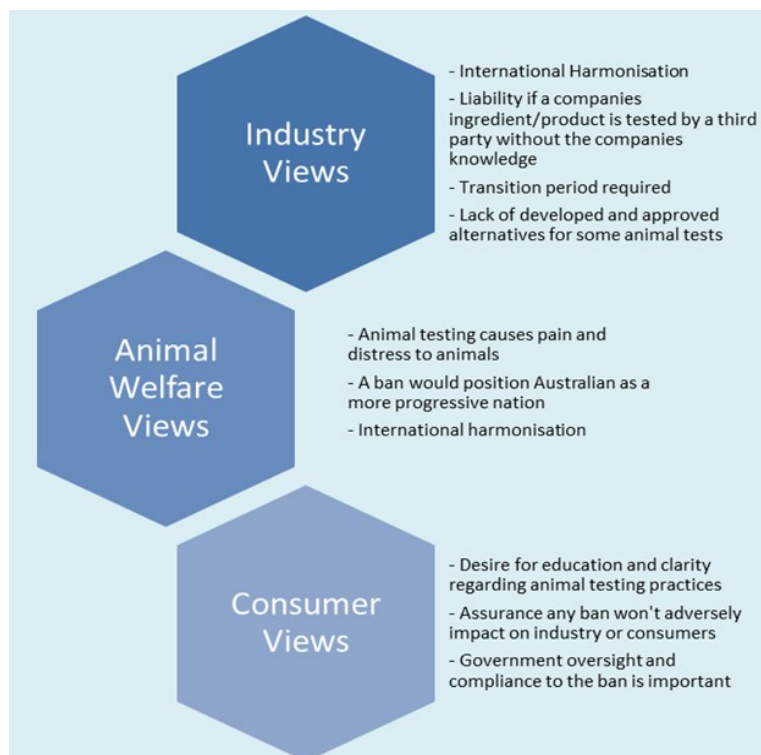 Industry
Views
- International Harmonisation
- Liability if a companies
ingredient/product is tested by a third
party without the companies
knowledge
- Transition period required
- Lack of developed and approved
alternatives for some animal tests
Animal
Welfare
Views
- Animal testing causes pain and
distress to animals
- A ban would position Australian as a
more progressive nation
- International harmonisation
Consumer
Views
- Desire for education and clarity
regarding animal testing practices
- Assurance any ban won't adversely
impact on industry or consumers
- Government oversight and
compliance to the ban is important